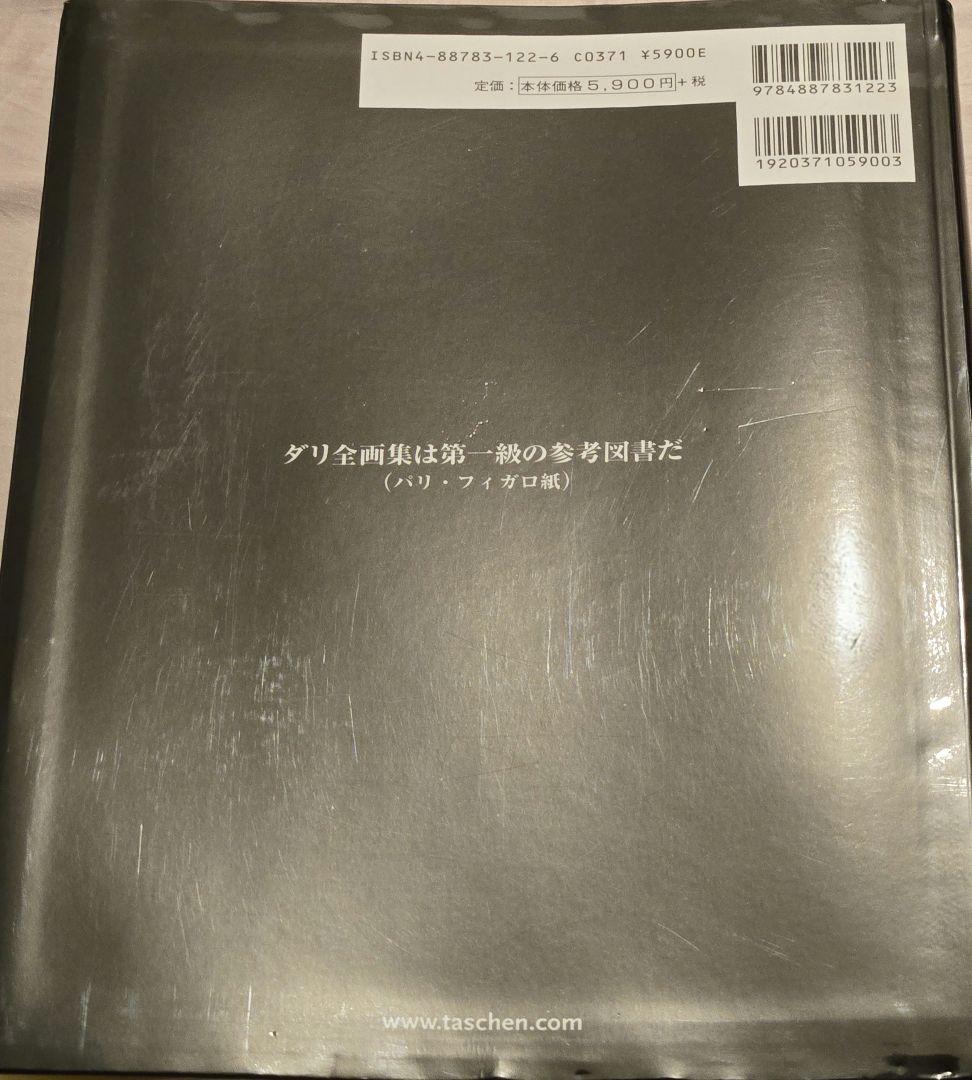 ISBN4-88783-122-6 C0371 ¥5900E
定価：本体価格5,900円+税
9784887831223
1920371059003
ダリ全画集は第一級の参考図書だ
(パリ・フィガロ紙)
www.taschen.com